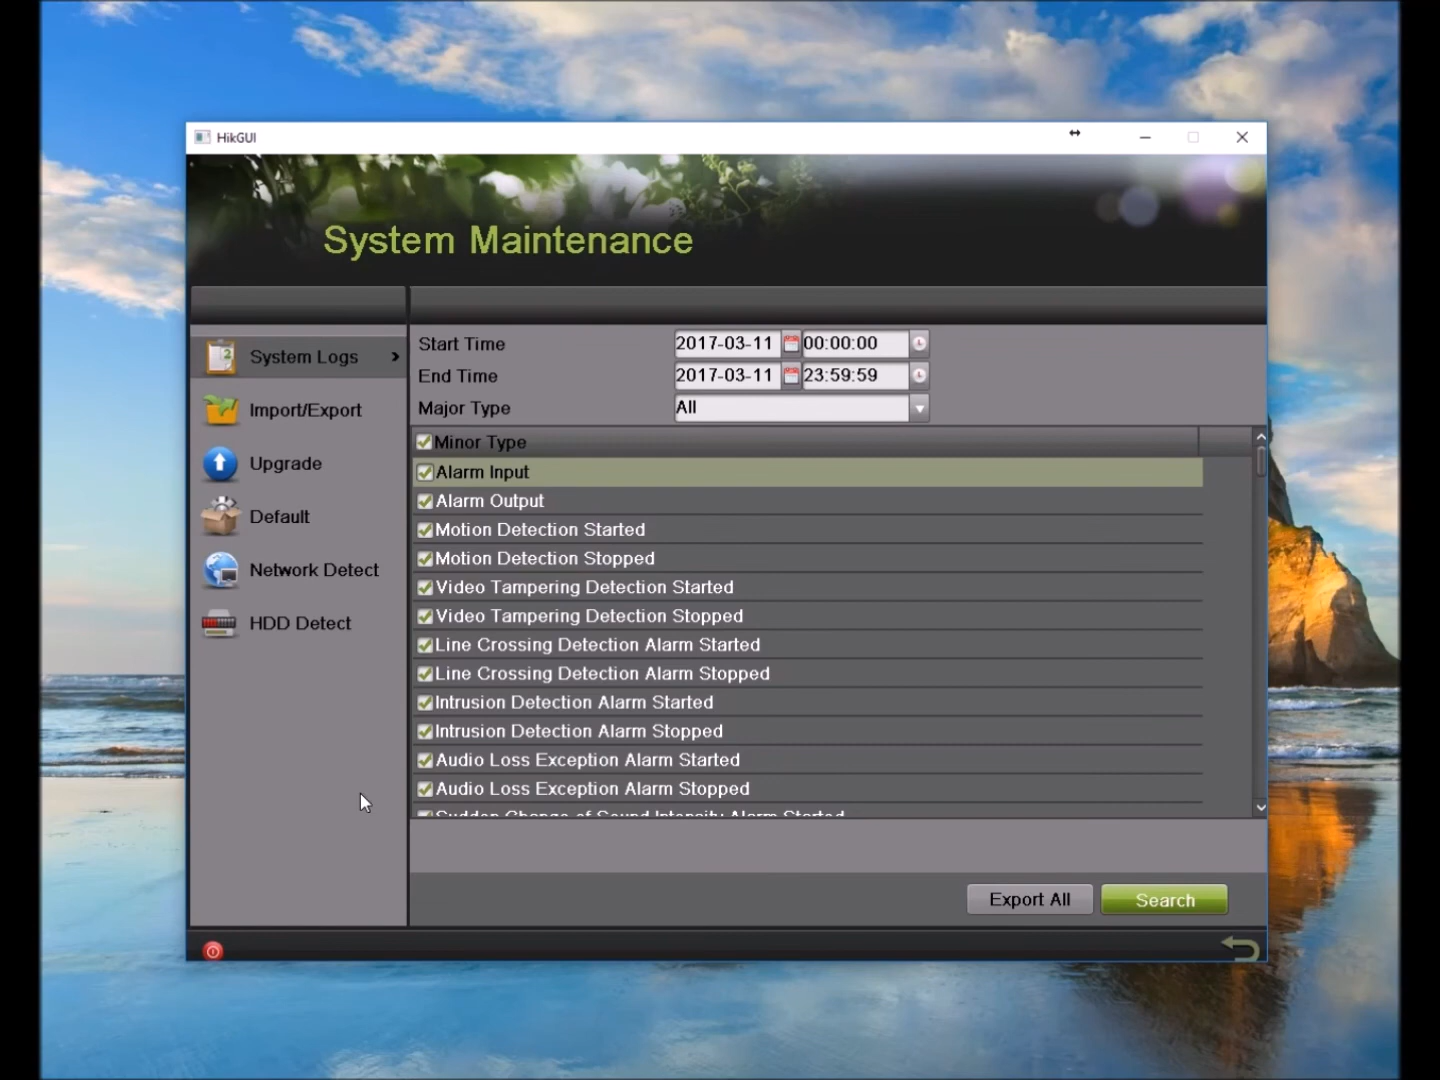 HikGUI
System Maintenance
System Logs
Import/Export
Upgrade
Default
Network Detect
HDD Detect
Start Time 2017-03-11 00:00:00
End Time 2017-03-11 23:59:59
Major Type All
Minor Type
Alarm Input
Alarm Output
Motion Detection Started
Motion Detection Stopped
Video Tampering Detection Started
Video Tampering Detection Stopped
Line Crossing Detection Alarm Started
Line Crossing Detection Alarm Stopped
Intrusion Detection Alarm Started
Intrusion Detection Alarm Stopped
Audio Loss Exception Alarm Started
Audio Loss Exception Alarm Stopped
Sudden Change of Sound Intensity Alarm Started
Export All Search